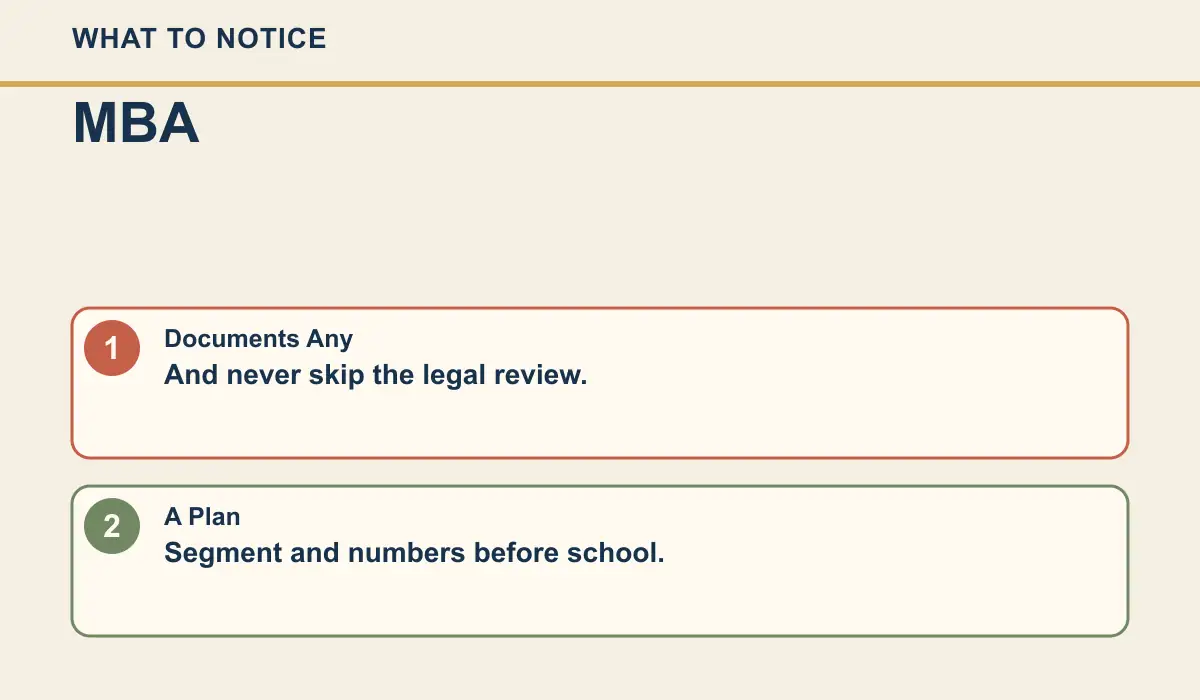 WHAT TO NOTICE
MBA
1
Documents Any
And never skip the legal review.
2
A Plan
Segment and numbers before school.